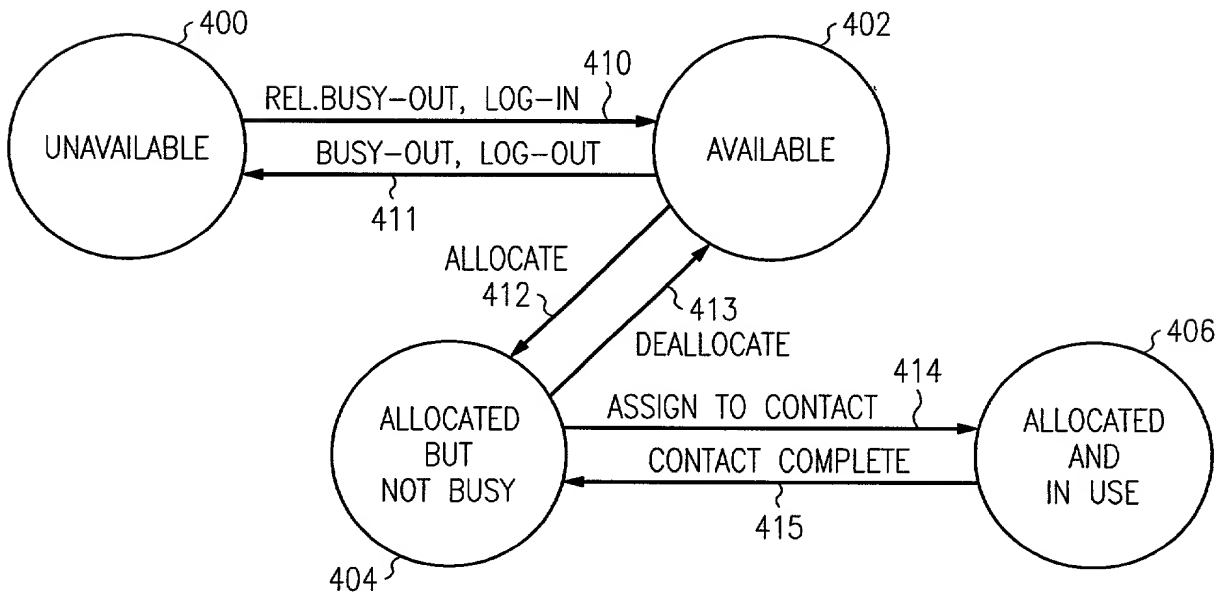 400
402
410
REL.BUSY-OUT, LOG-IN
UNAVAILABLE
BUSY-OUT, LOG-OUT
AVAILABLE
411
ALLOCATE
412
413
DEALLOCATE
406
414
ASSIGN TO CONTACT
ALLOCATED
BUT
NOT BUSY
CONTACT COMPLETE
ALLOCATED
AND
IN USE
415
404